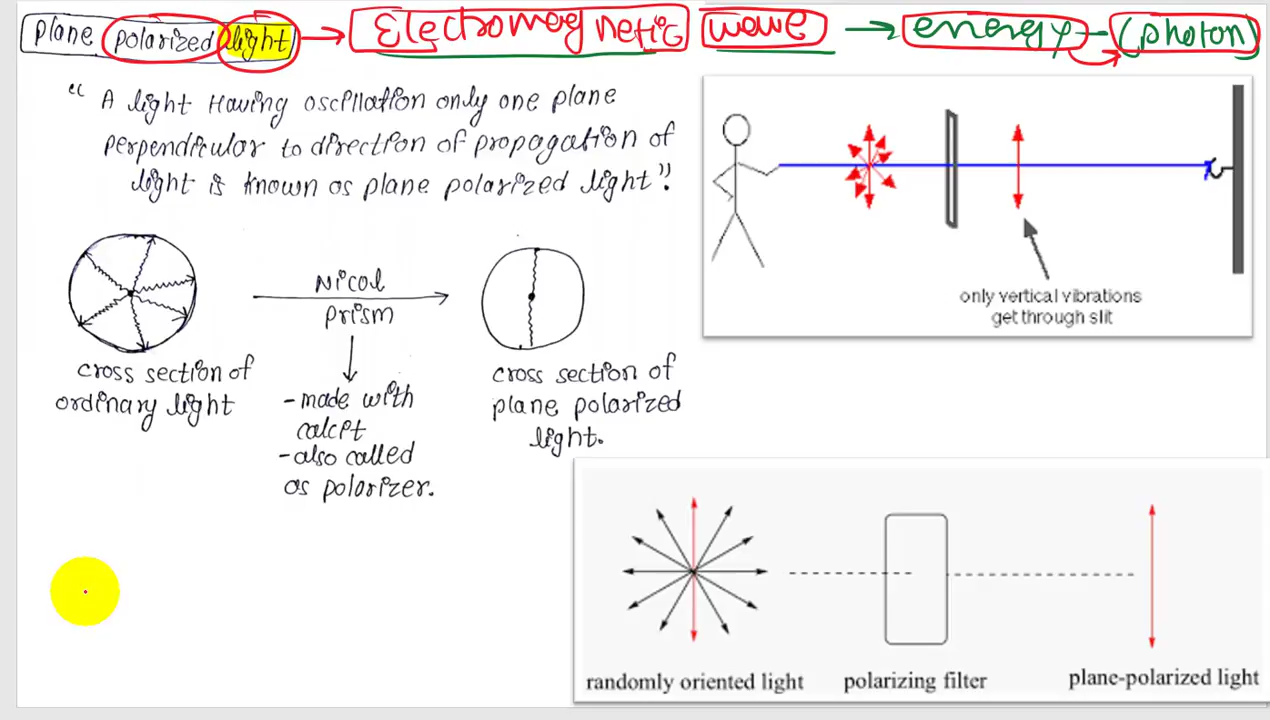 plane polarized light → Electromagnetic wave → energy - (photon)
“ A light Having oscillation only one plane
perpendicular to direction of propagation of
light is known as plane polarized light”.
only vertical vibrations
get through slit
Nicol
prism
cross section of
ordinary light
- made with
calcit
- also called
as polarizer.
cross section of
plane polarized
light.
randomly oriented light
polarizing filter
plane-polarized light